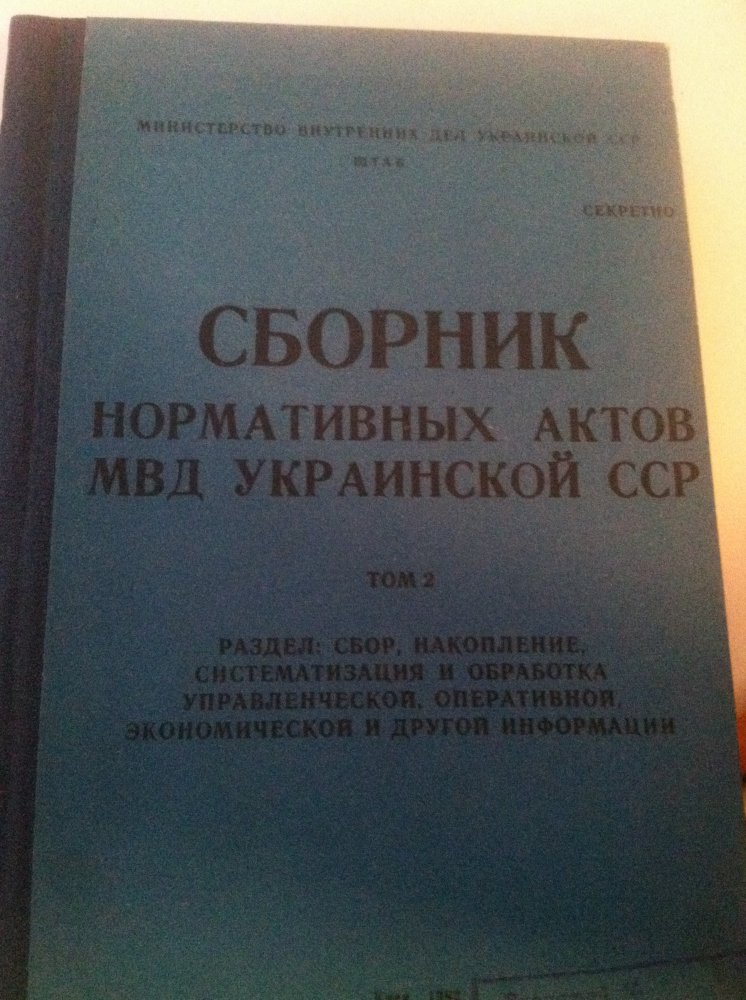 МИНИСТЕРСТВО ВНУТРЕННИХ ДЕЛ УКРАИНСКОЙ ССР
ШТАБ
СЕКРЕТНО
СБОРНИК
НОРМАТИВНЫХ АКТОВ
МВД УКРАИНСКОЙ ССР
ТОМ 2
РАЗДЕЛ: СБОР, НАКОПЛЕНИЕ,
СИСТЕМАТИЗАЦИЯ И ОБРАБОТКА
УПРАВЛЕНЧЕСКОЙ, ОПЕРАТИВНОЙ,
ЭКОНОМИЧЕСКОЙ И ДРУГОЙ ИНФОРМАЦИИ